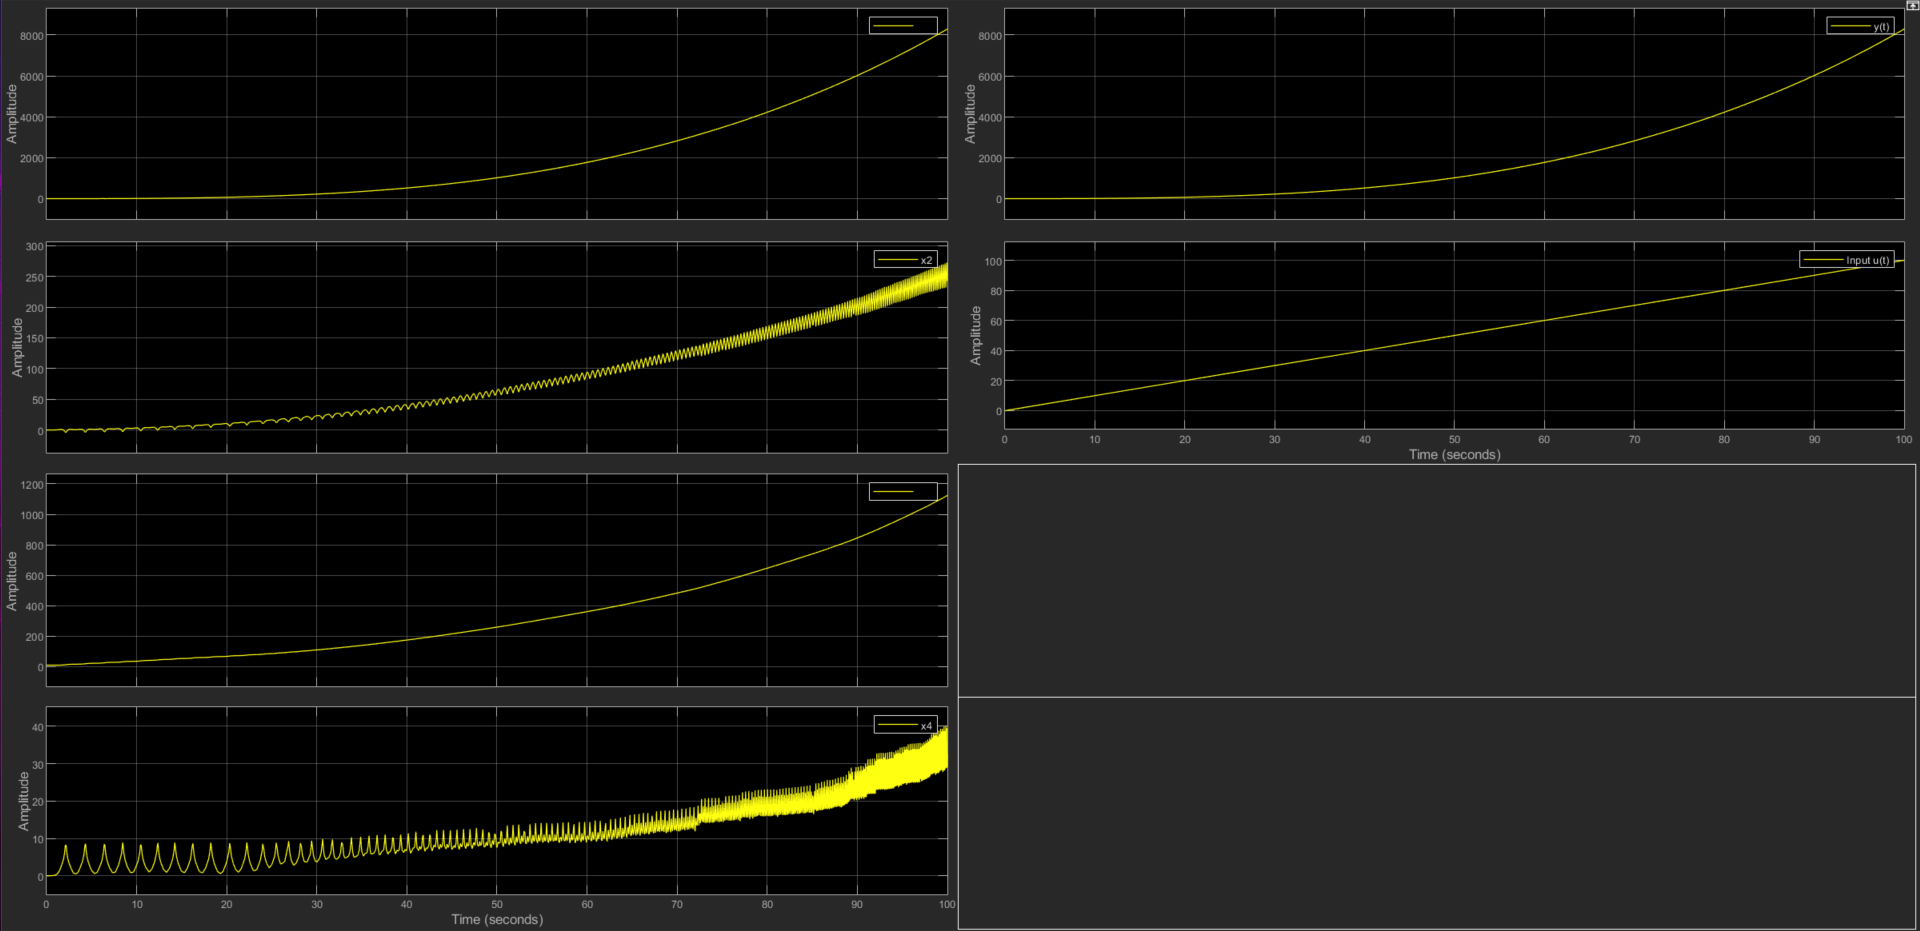 Amplitude
8000
6000
4000
2000
0
x2
Amplitude
300
250
200
150
100
50
0
Amplitude
1200
1000
800
600
400
200
0
x4
Amplitude
40
30
20
10
0
0 10 20 30 40 50 60 70 80 90 100
Time (seconds)
y(t)
Amplitude
8000
6000
4000
2000
0
Input u(t)
Amplitude
100
80
60
40
20
0
0 10 20 30 40 50 60 70 80 90 100
Time (seconds)